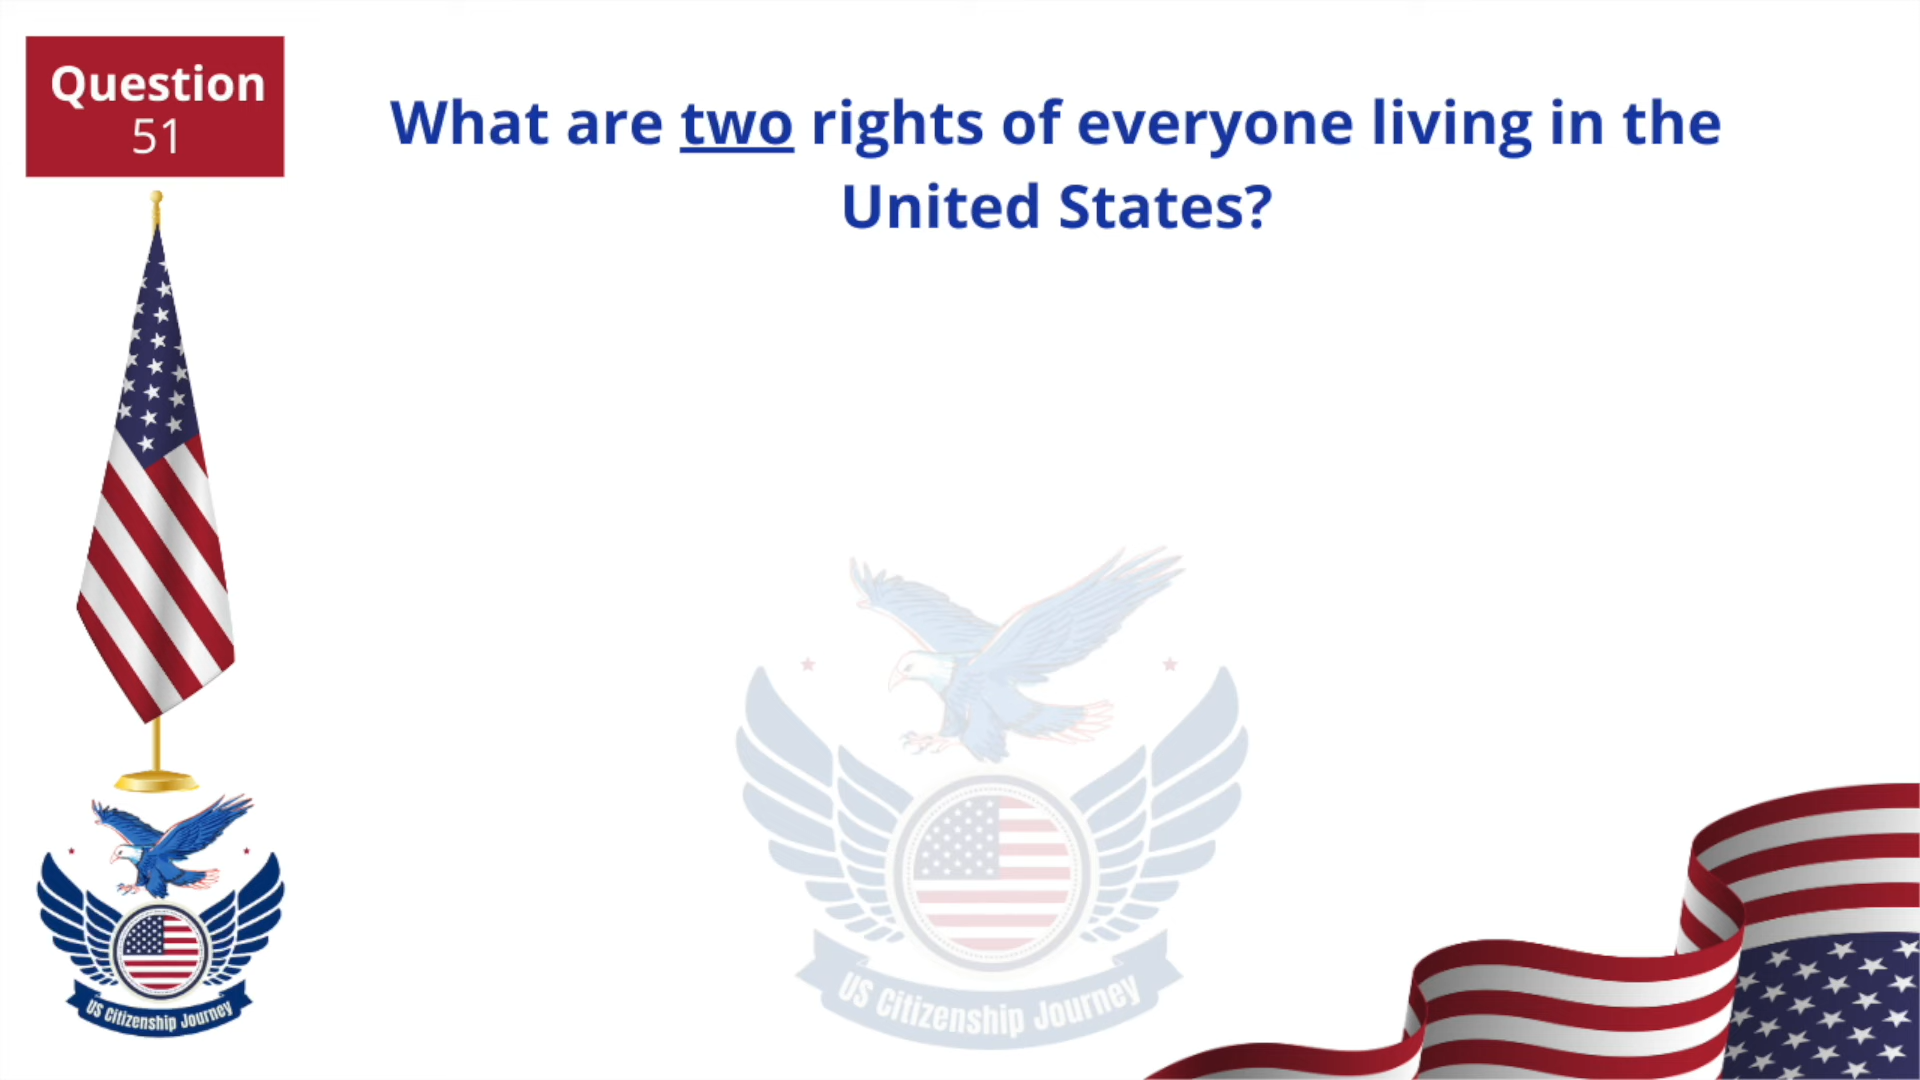 Question
51
What are two rights of everyone living in the
United States?
US Citizenship Journey
US Citizenship Journey